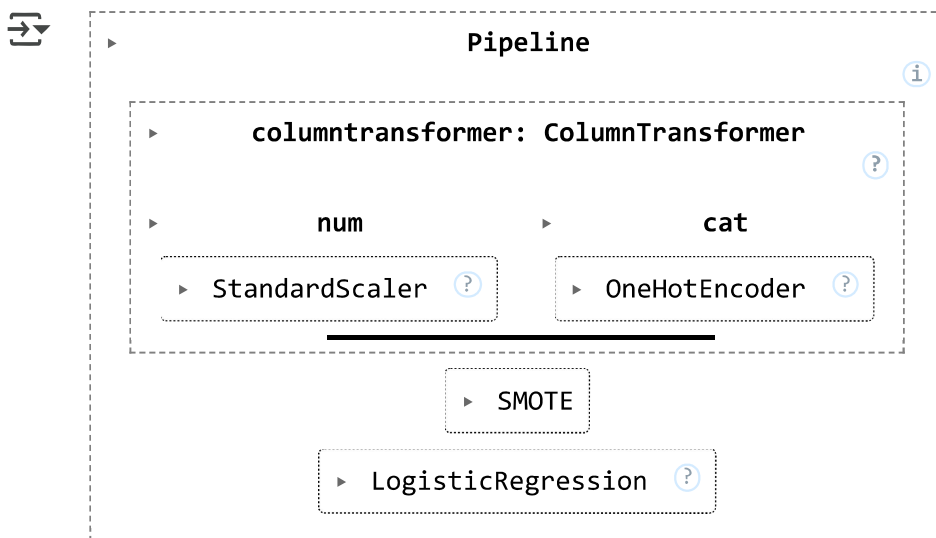 Pipeline
i
columntransformer: ColumnTransformer
?
num cat
StandardScaler ? OneHotEncoder ?
SMOTE
LogisticRegression ?